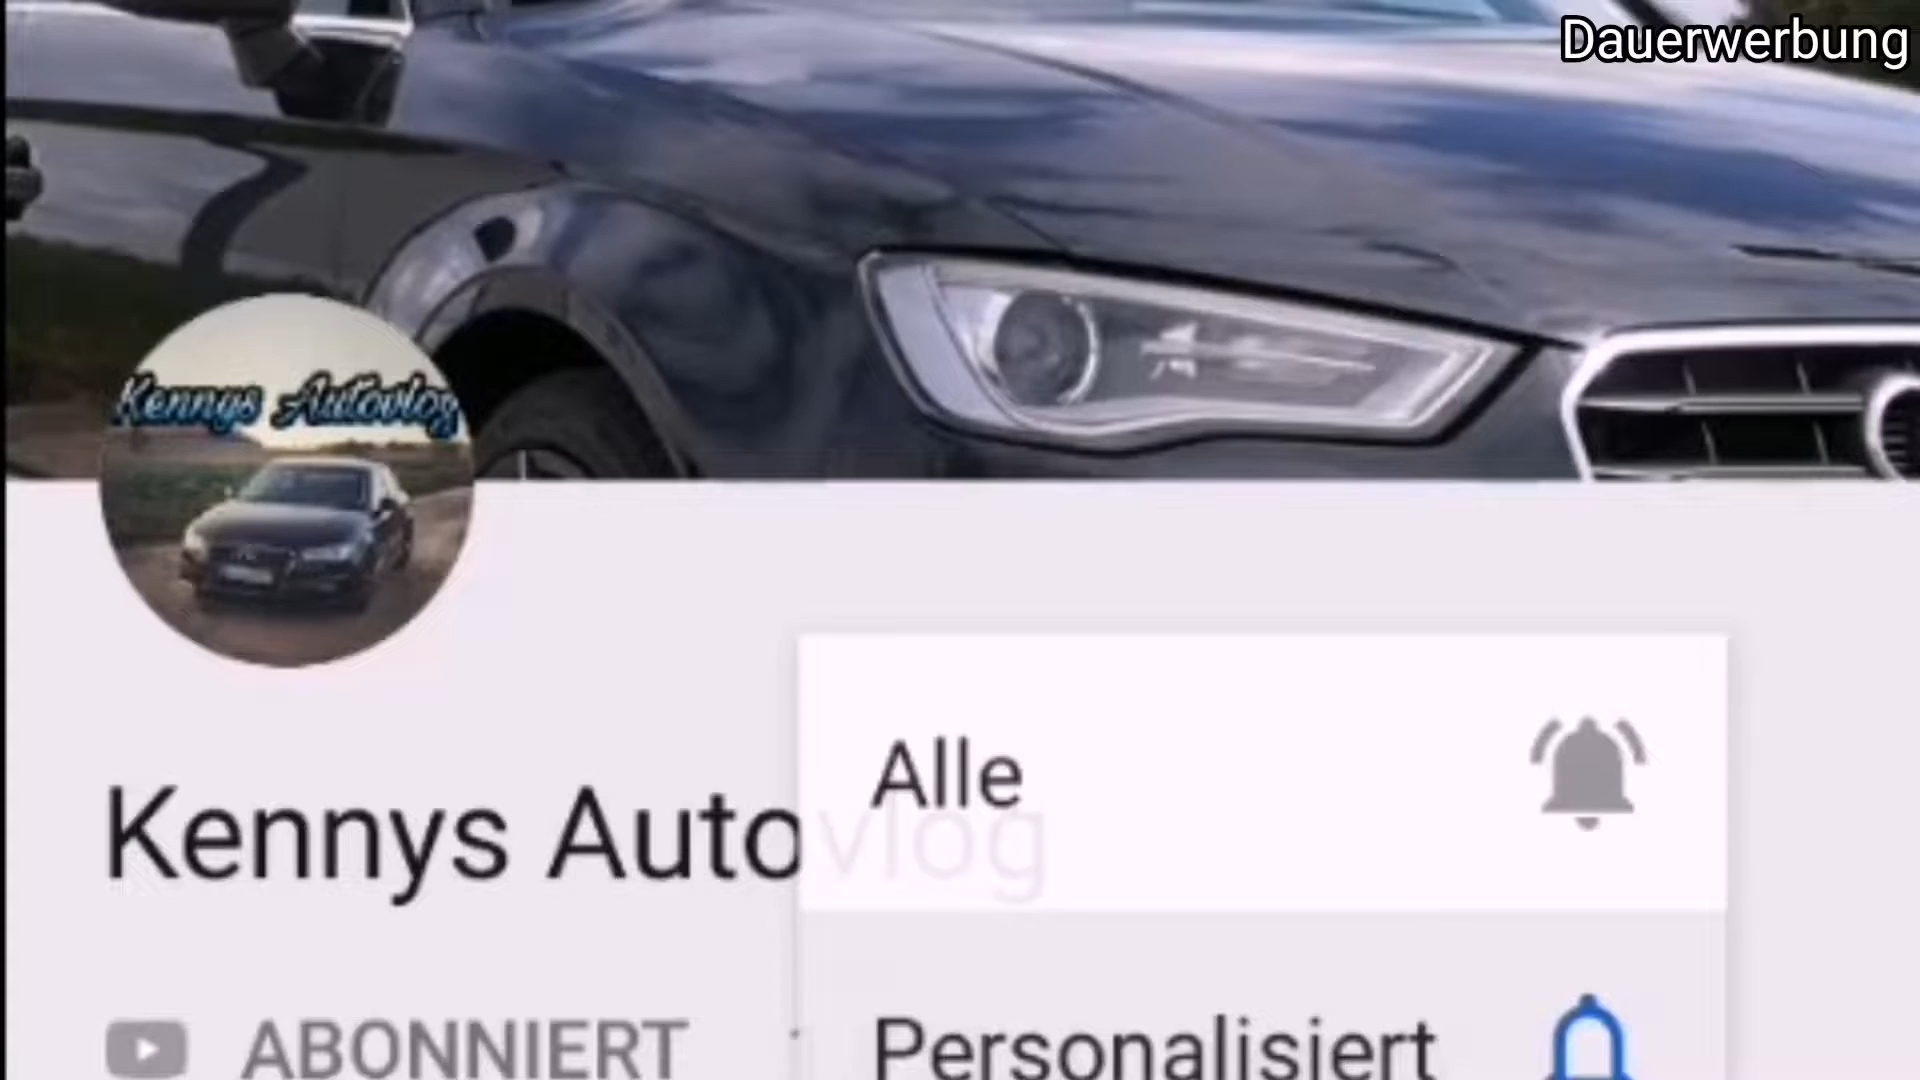 Dauerwerbung
Kennys Autovlog
Alle
Kennys Autovlog
Personalisiert
ABONNIERT